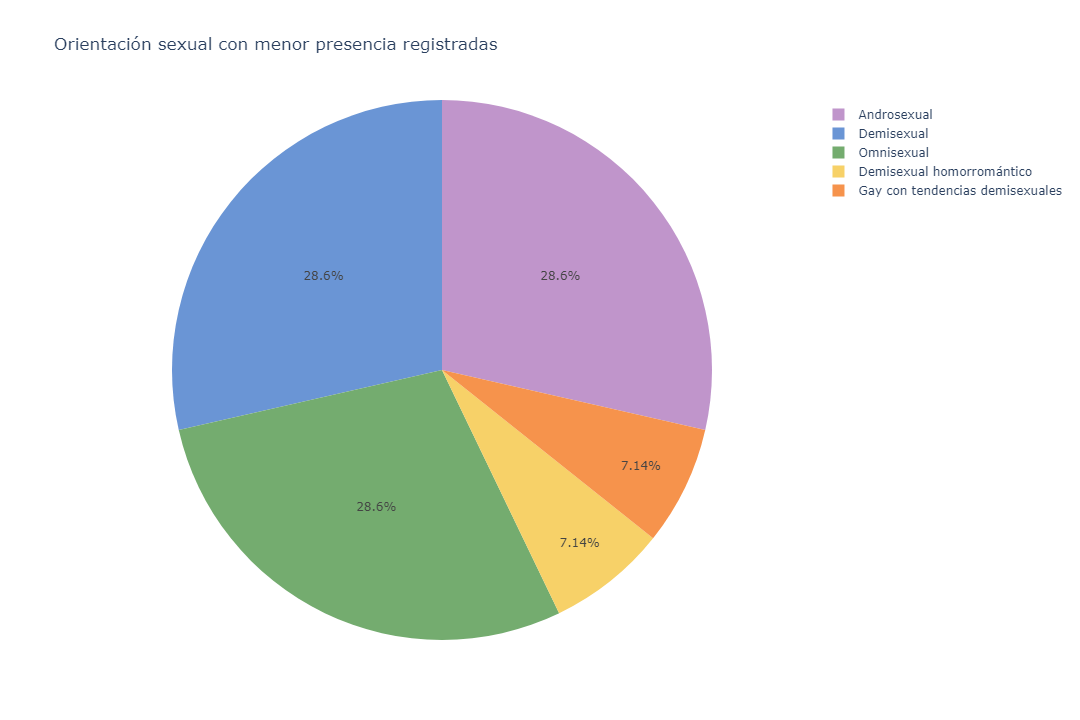 Orientación sexual con menor presencia registradas
Androsexual
Demisexual
Omnisexual
Demisexual homorromántico
Gay con tendencias demisexuales
28.6%
28.6%
7.14%
28.6%
7.14%